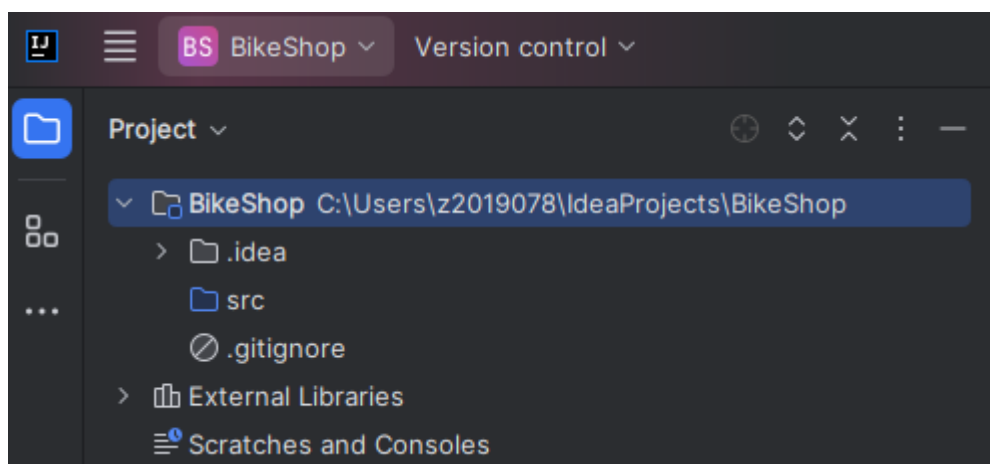 IJ BS BikeShop Version control
Project
BikeShop C:\Users\z2019078\IdeaProjects\BikeShop
.idea
src
.gitignore
External Libraries
Scratches and Consoles